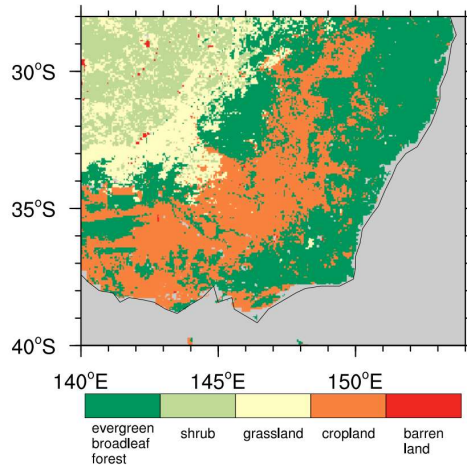 30°S
35°S
40°S
140°E 145°E 150°E
evergreen broadleaf forest
shrub
grassland
cropland
barren land